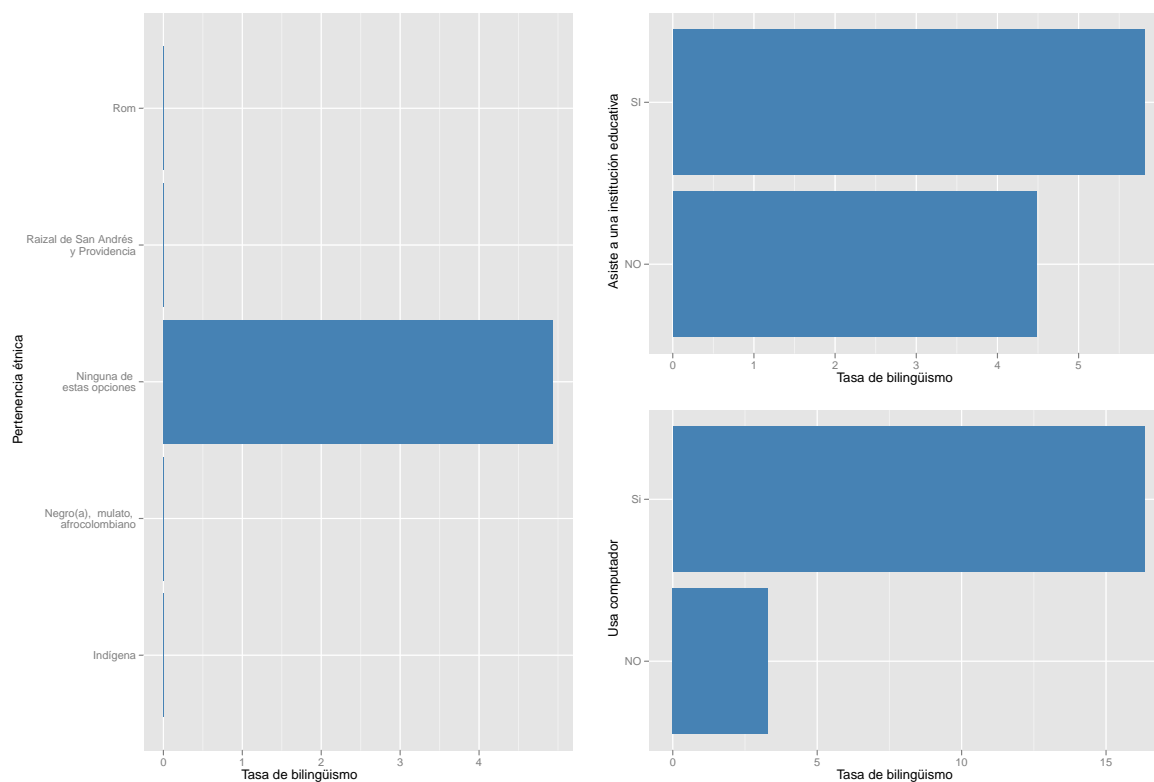 Pertenencia étnica
Rom
Raizal de San Andrés
y Providencia
Ninguna de
estas opciones
Negro(a),  mulato,
afrocolombiano
Indígena
0 1 2 3 4
Tasa de bilingüismo
Asiste a una institución educativa
SI
NO
0 1 2 3 4 5
Tasa de bilingüismo
Usa computador
Si
NO
0 5 10 15
Tasa de bilingüismo